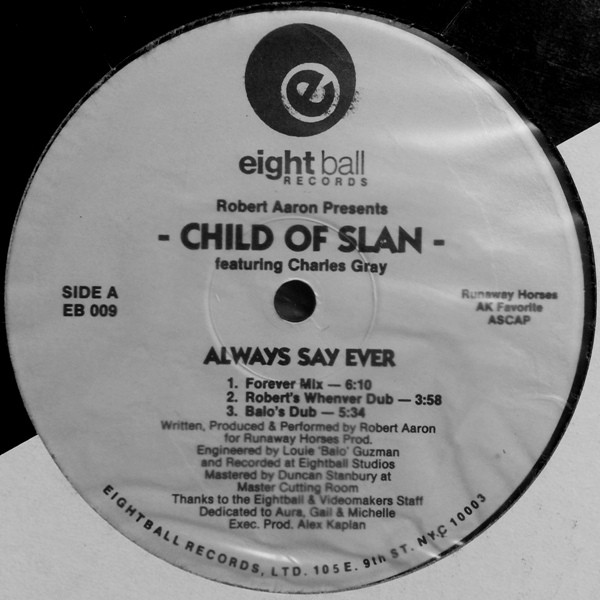 e
eight ball
RECORDS
Robert Aaron Presents
- CHILD OF SLAN -
featuring Charles Gray
SIDE A
EB 009
Runaway Horses
AK Favorite
ASCAP
ALWAYS SAY EVER
1. Forever Mix — 6:10
2. Robert's Whenver Dub — 3:58
3. Balo's Dub — 5:34
Written, Produced & Performed by Robert Aaron
for Runaway Horses Prod.
Engineered by Louie 'Balo' Guzman
and Recorded at Eightball Studios
Mastered by Duncan Stanbury at
Master Cutting Room
Thanks to the Eightball & Videomakers Staff
Dedicated to Aura, Gail & Michelle
Exec. Prod. Alex Kaplan
EIGHTBALL RECORDS, LTD. 105 E. 9th ST. NYC 10003